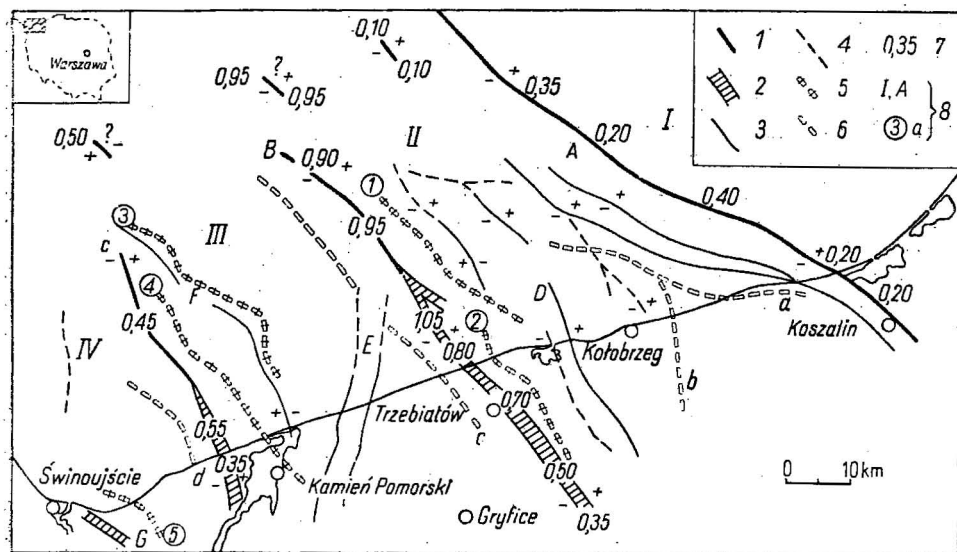 Warszawa
1 4 0,35 7
2 5 I, A
3 6 ③ a } 8
0,10 +
- 0,10
? +
0,95 - 0,95
0,50 ? -
+
+ 0,35
-
0,20
I
A
0,40
+ 0,20
0,20
Koszalin
a
b
B
0,90 +
-
0,95
II
①
1,05
②
0,80
0,70
0,50
+
0,35
-
c
D
Kołobrzeg
Trzebiatów
Gryfice
③
c
- +
III
④
F
0,45
IV
E
0,55
0,35
d
Kamień Pomorski
Świnoujście
G
⑤
0 10 km